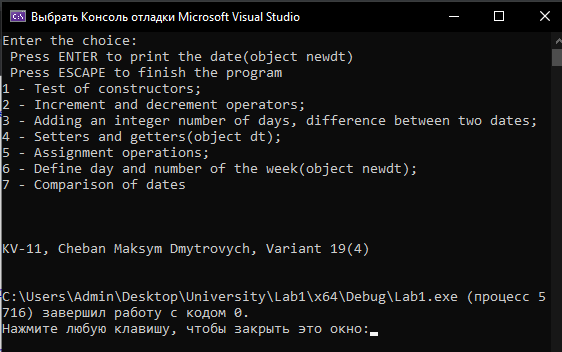 Выбрать Консоль отладки Microsoft Visual Studio
Enter the choice:
Press ENTER to print the date(object newdt)
Press ESCAPE to finish the program
1 - Test of constructors;
2 - Increment and decrement operators;
3 - Adding an integer number of days, difference between two dates;
4 - Setters and getters(object dt);
5 - Assignment operations;
6 - Define day and number of the week(object newdt);
7 - Comparison of dates
KV-11, Cheban Maksym Dmytrovych, Variant 19(4)
C:\Users\Admin\Desktop\University\Lab1\x64\Debug\Lab1.exe (процесс 5
716) завершил работу с кодом 0.
Нажмите любую клавишу, чтобы закрыть это окно: